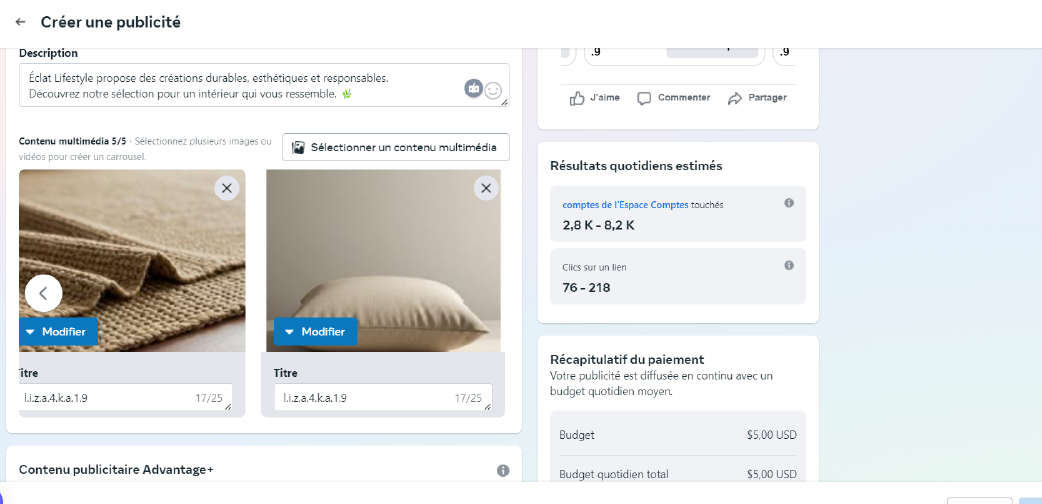 Créer une publicité
Description
Éclat Lifestyle propose des créations durables, esthétiques et responsables.
Découvrez notre sélection pour un intérieur qui vous ressemble.
Contenu multimédia 5/5 · Sélectionnez plusieurs images ou
vidéos pour créer un carrousel.
Sélectionner un contenu multimédia
Modifier
Modifier
Titre
l.i.z.a.4.k.a.1.9
17/25
Titre
l.i.z.a.4.k.a.1.9
17/25
Contenu publicitaire Advantage+
.9
.9
J'aime
Commenter
Partager
Résultats quotidiens estimés
comptes de l'Espace Comptes touchés
2,8 K - 8,2 K
Clics sur un lien
76 - 218
Récapitulatif du paiement
Votre publicité est diffusée en continu avec un
budget quotidien moyen.
Budget
$5,00 USD
Budget quotidien total
$5,00 USD